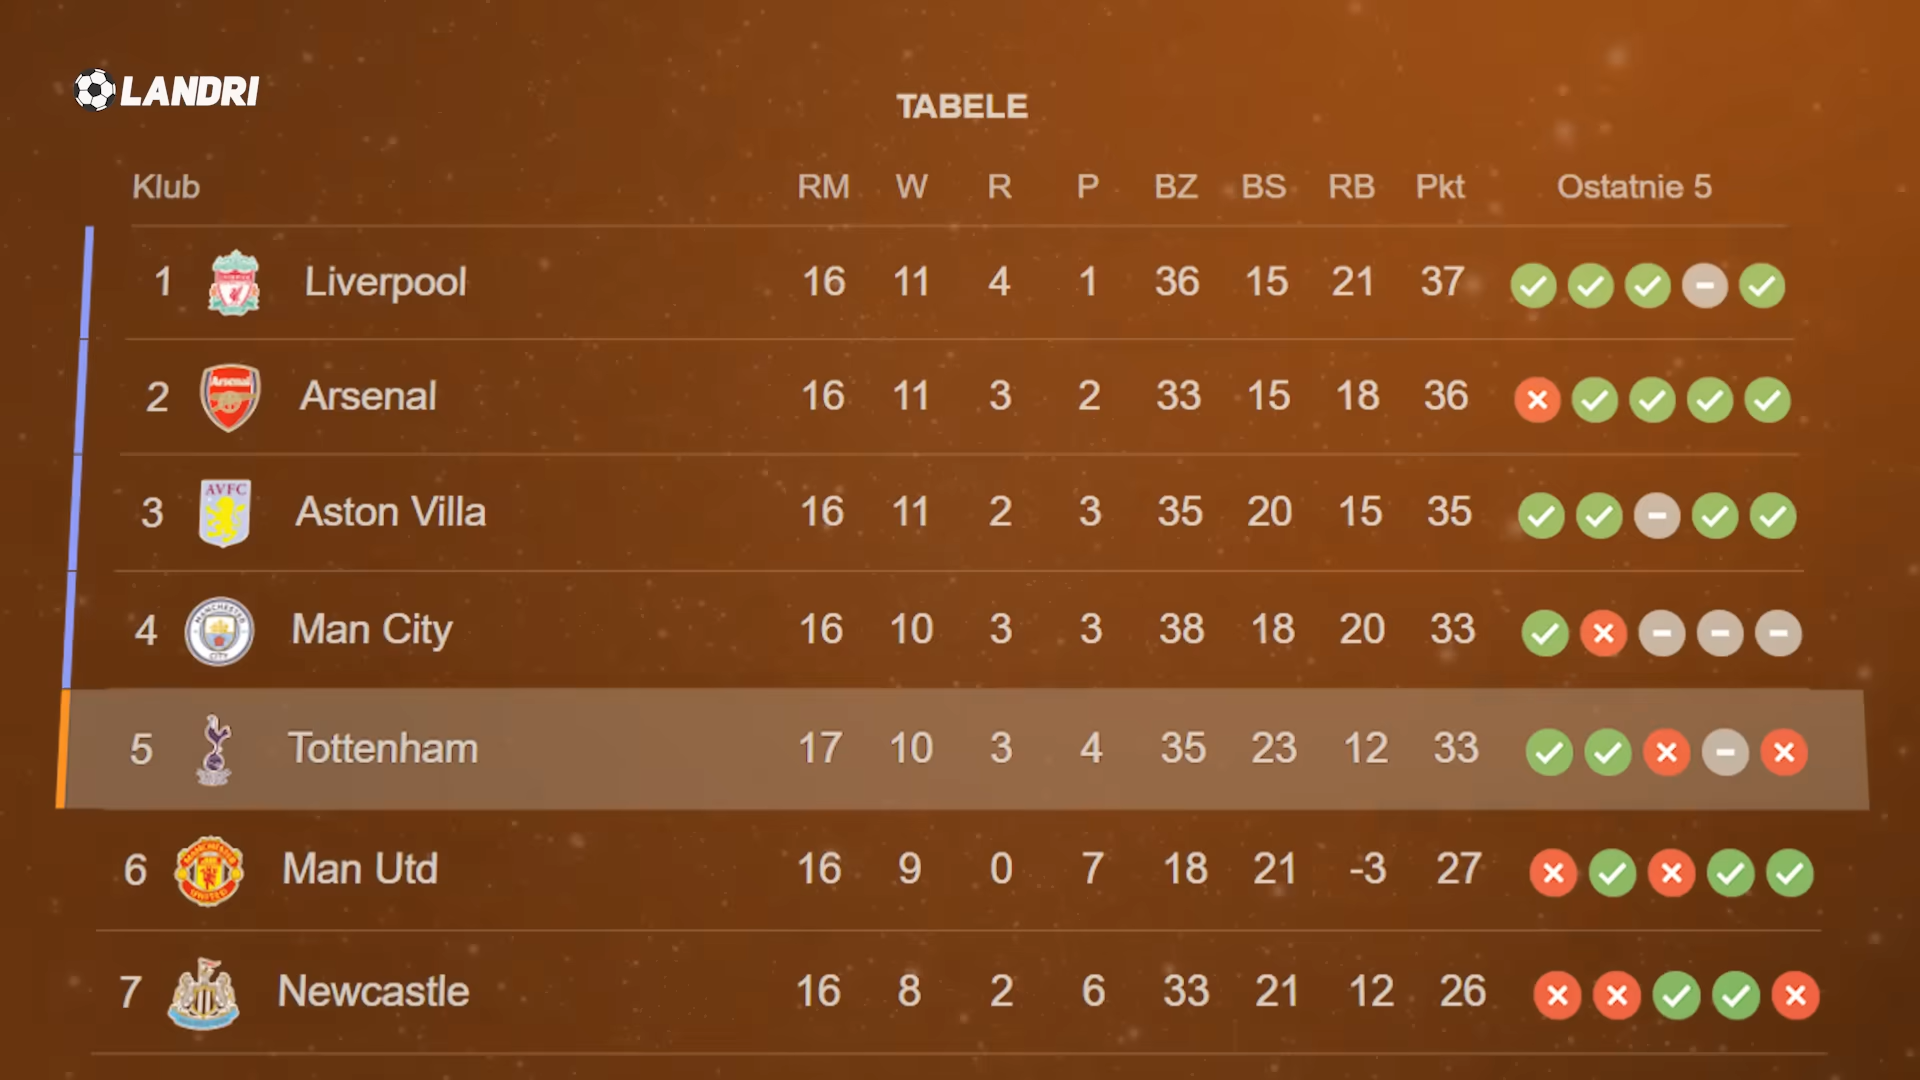 LANDRI
TABELE
Klub RM W R P BZ BS RB Pkt Ostatnie 5
1 Liverpool 16 11 4 1 36 15 21 37
2 Arsenal 16 11 3 2 33 15 18 36
3 AVFC Aston Villa 16 11 2 3 35 20 15 35
4 Man City 16 10 3 3 38 18 20 33
5 Tottenham 17 10 3 4 35 23 12 33
6 Man Utd 16 9 0 7 18 21 -3 27
7 Newcastle 16 8 2 6 33 21 12 26